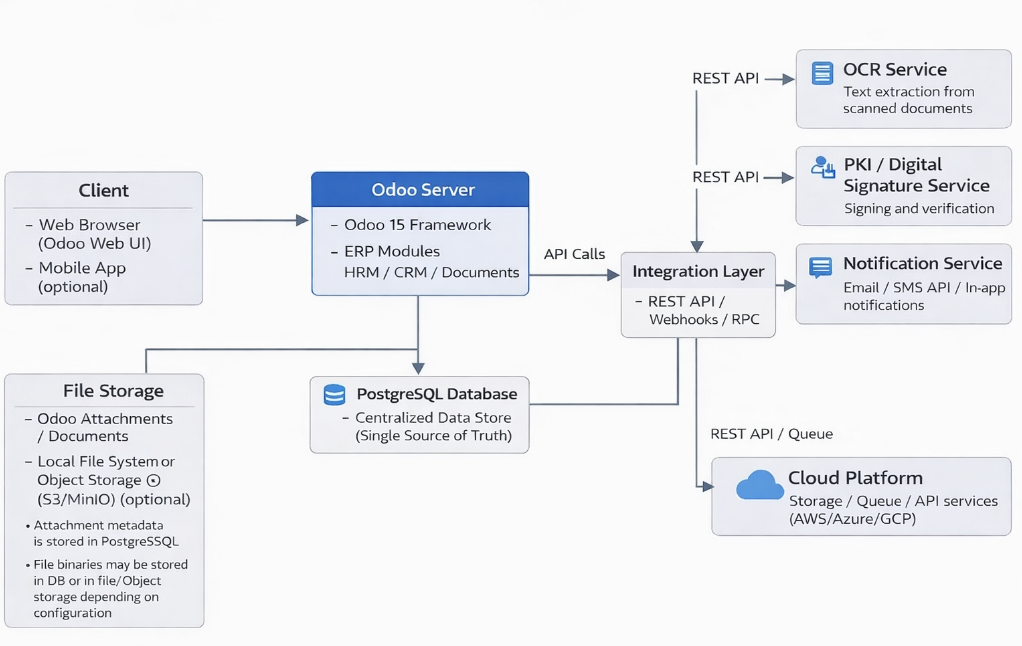 Client
– Web Browser
(Odoo Web UI)
– Mobile App
(optional)
Odoo Server
– Odoo 15 Framework
– ERP Modules
HRM / CRM / Documents
API Calls
Integration Layer
– REST API /
Webhooks / RPC
REST API
OCR Service
Text extraction from
scanned documents
REST API
PKI / Digital
Signature Service
Signing and verification
Notification Service
Email / SMS API / In-app
notifications
File Storage
– Odoo Attachments
/ Documents
– Local File System or
Object Storage
(S3/MinIO) (optional)
• Attachment metadata
is stored in PostgreSSQL
• File binaries may be stored
in DB or in file/Object
storage depending on
configuration
PostgreSQL Database
– Centralized Data Store
(Single Source of Truth)
REST API / Queue
Cloud Platform
Storage / Queue / API services
(AWS/Azure/GCP)